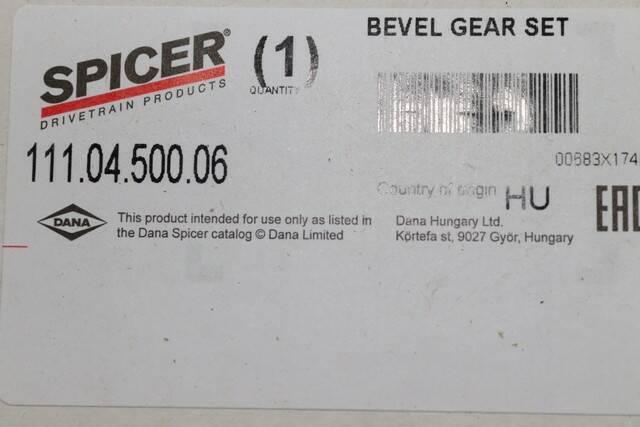 BEVEL GEAR SET
SPICER®
(1)
QUANTITY
DRIVETRAIN PRODUCTS
111.04.500.06
00683X174
Country of origin HU
DANA
This product intended for use only as listed in
the Dana Spicer catalog © Dana Limited
Dana Hungary Ltd.
Körtefa st, 9027 Györ, Hungary
EAC